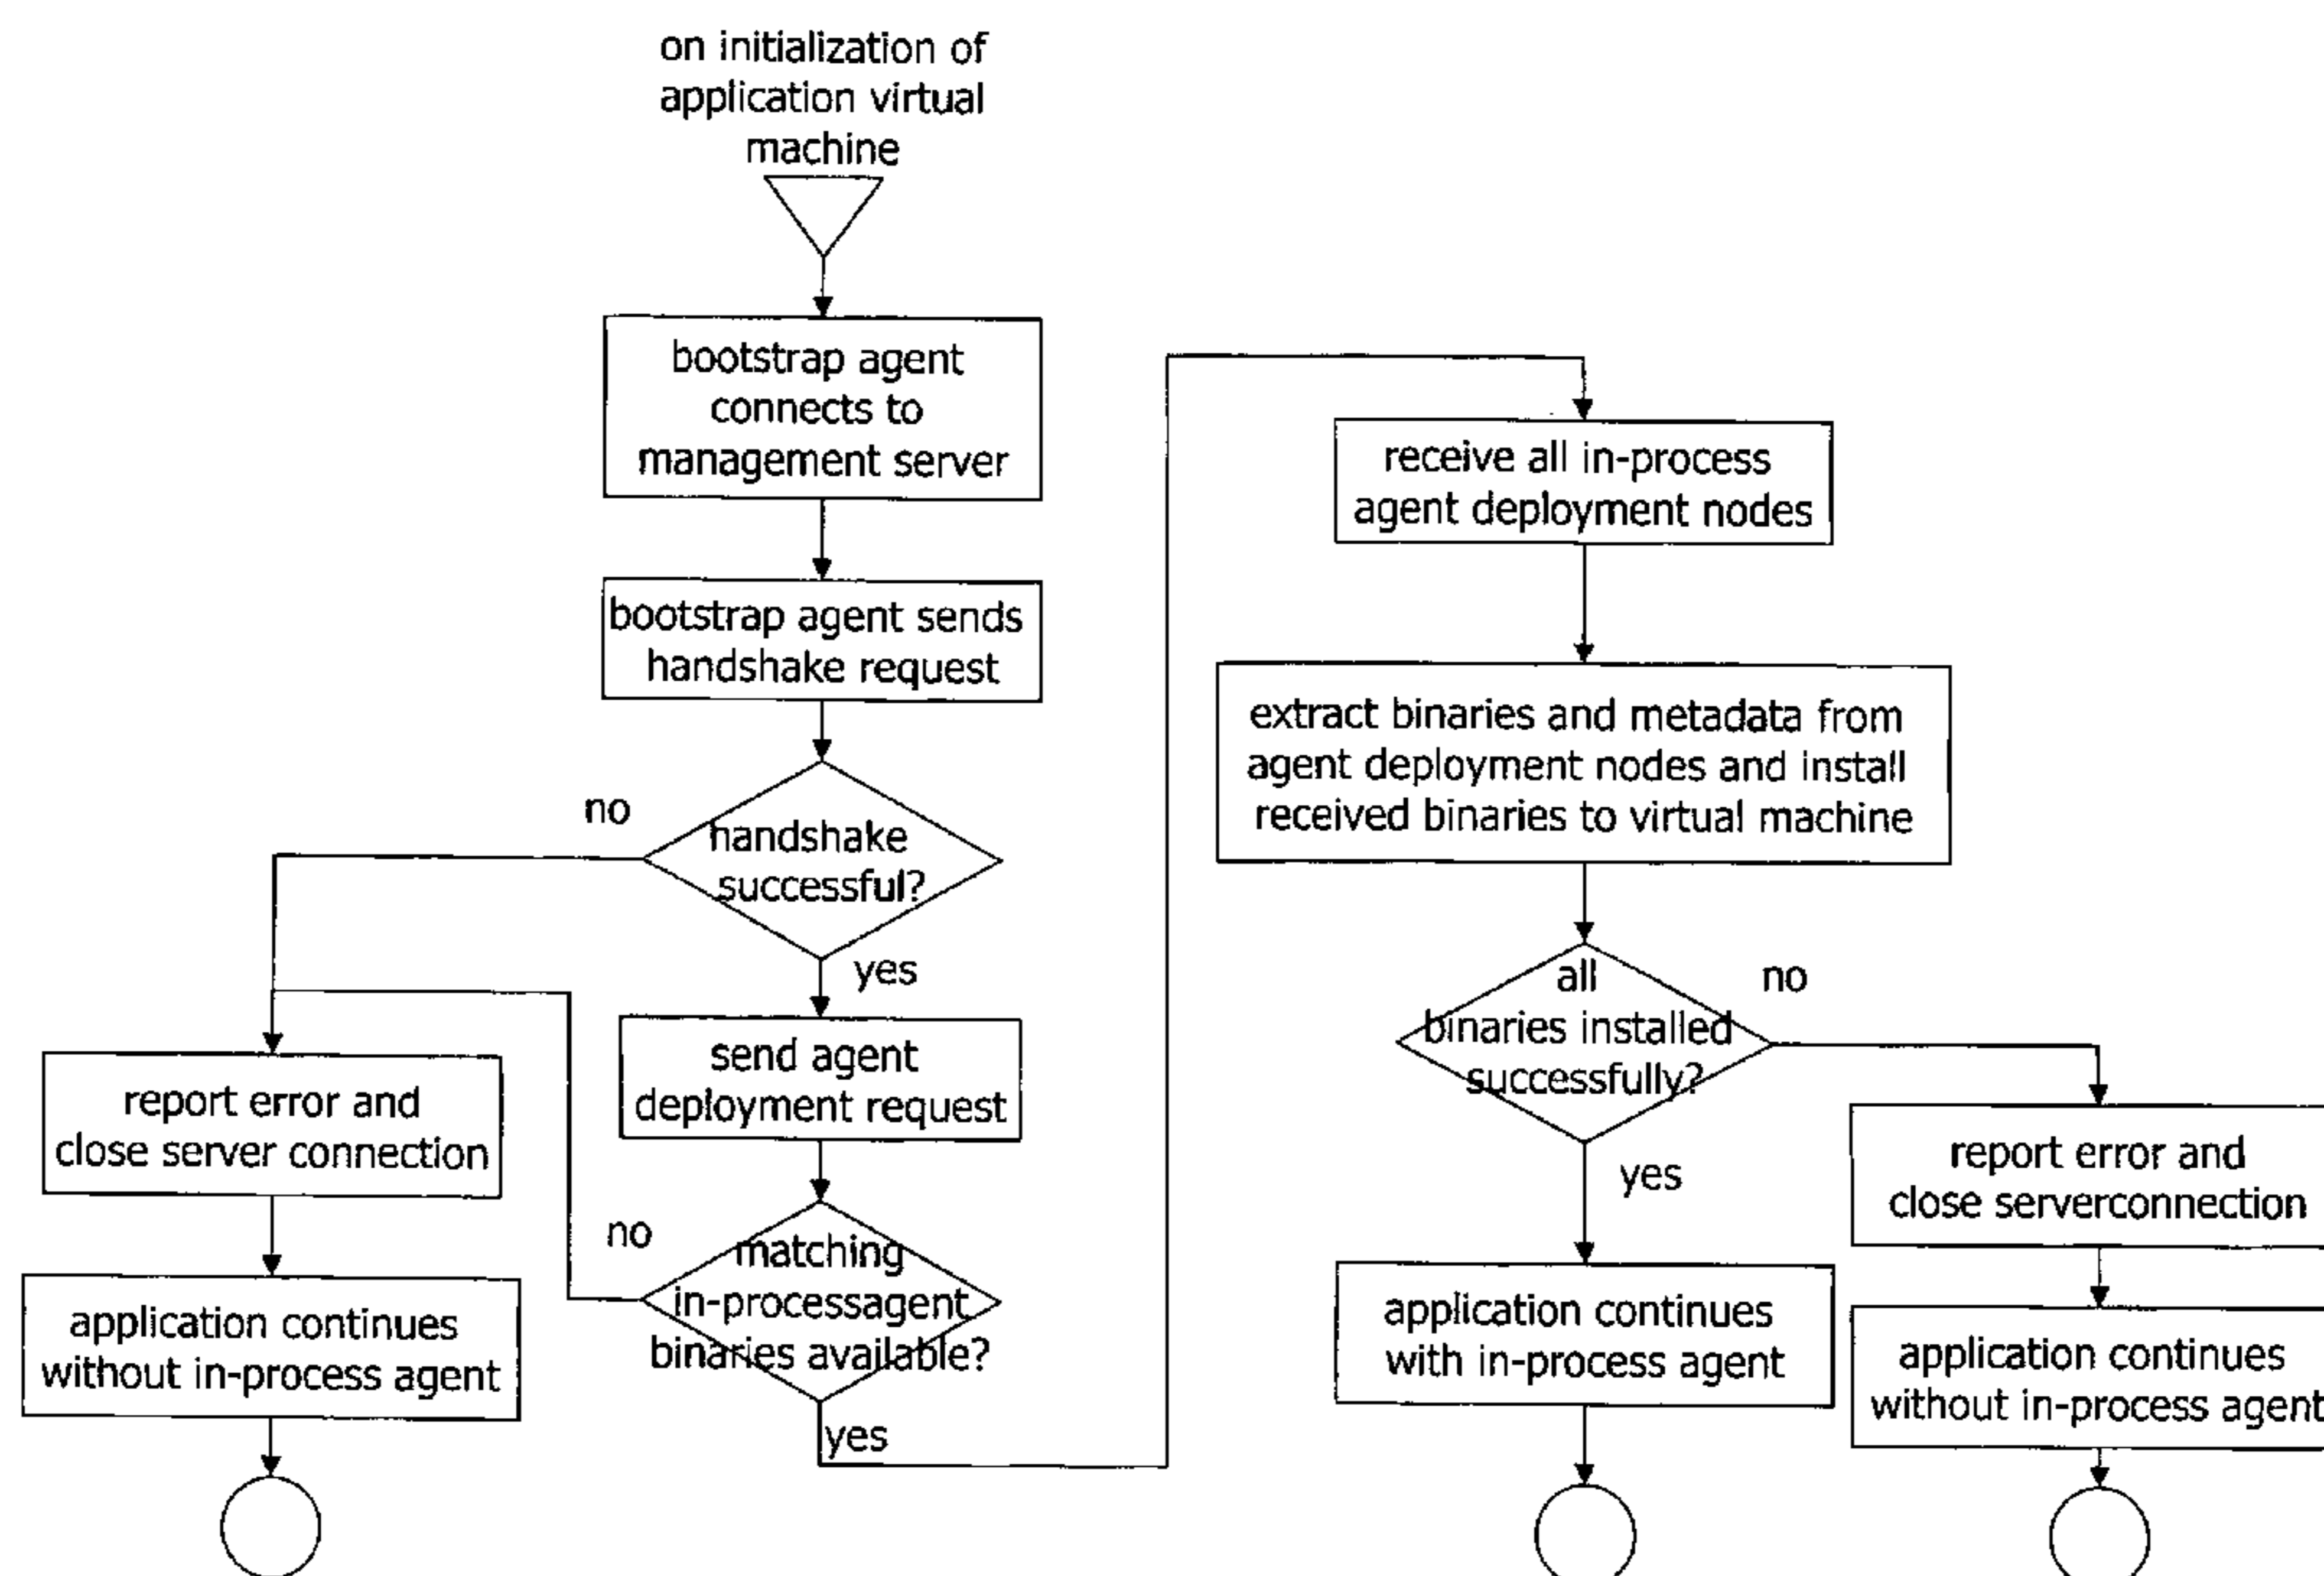 on initialization of
application virtual
machine
bootstrap agent
connects to
management server
bootstrap agent sends
handshake request
no
handshake
successful?
yes
report error and
close server connection
send agent
deployment request
application continues
without in-process agent
no
matching
in-processagent
binaries available?
yes
receive all in-process
agent deployment nodes
extract binaries and metadata from
agent deployment nodes and install
received binaries to virtual machine
all
binaries installed
successfully?
no
yes
report error and
close serverconnection
application continues
with in-process agent
application continues
without in-process agent